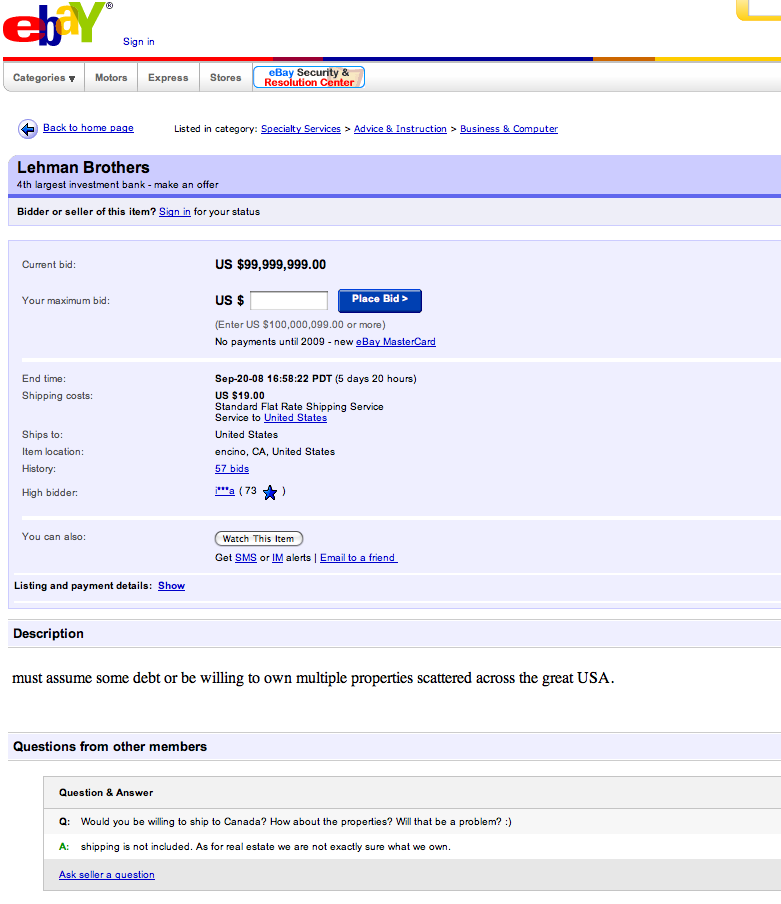 ebaY®
Sign in
Categories ▼ Motors Express Stores eBay Security &
Resolution Center
Back to home page Listed in category: Specialty Services > Advice & Instruction > Business & Computer
Lehman Brothers
4th largest investment bank - make an offer
Bidder or seller of this item? Sign in for your status
Current bid: US $99,999,999.00
Your maximum bid: US $ Place Bid >
(Enter US $100,000,099.00 or more)
No payments until 2009 - new eBay MasterCard
End time: Sep-20-08 16:58:22 PDT (5 days 20 hours)
Shipping costs: US $19.00
Standard Flat Rate Shipping Service
Service to United States
Ships to: United States
Item location: encino, CA, United States
History: 57 bids
High bidder: i***a ( 73 ★ )
You can also: Watch This Item
Get SMS or IM alerts | Email to a friend
Listing and payment details: Show
Description
must assume some debt or be willing to own multiple properties scattered across the great USA.
Questions from other members
Question & Answer
Q: Would you be willing to ship to Canada? How about the properties? Will that be a problem? :)
A: shipping is not included. As for real estate we are not exactly sure what we own.
Ask seller a question